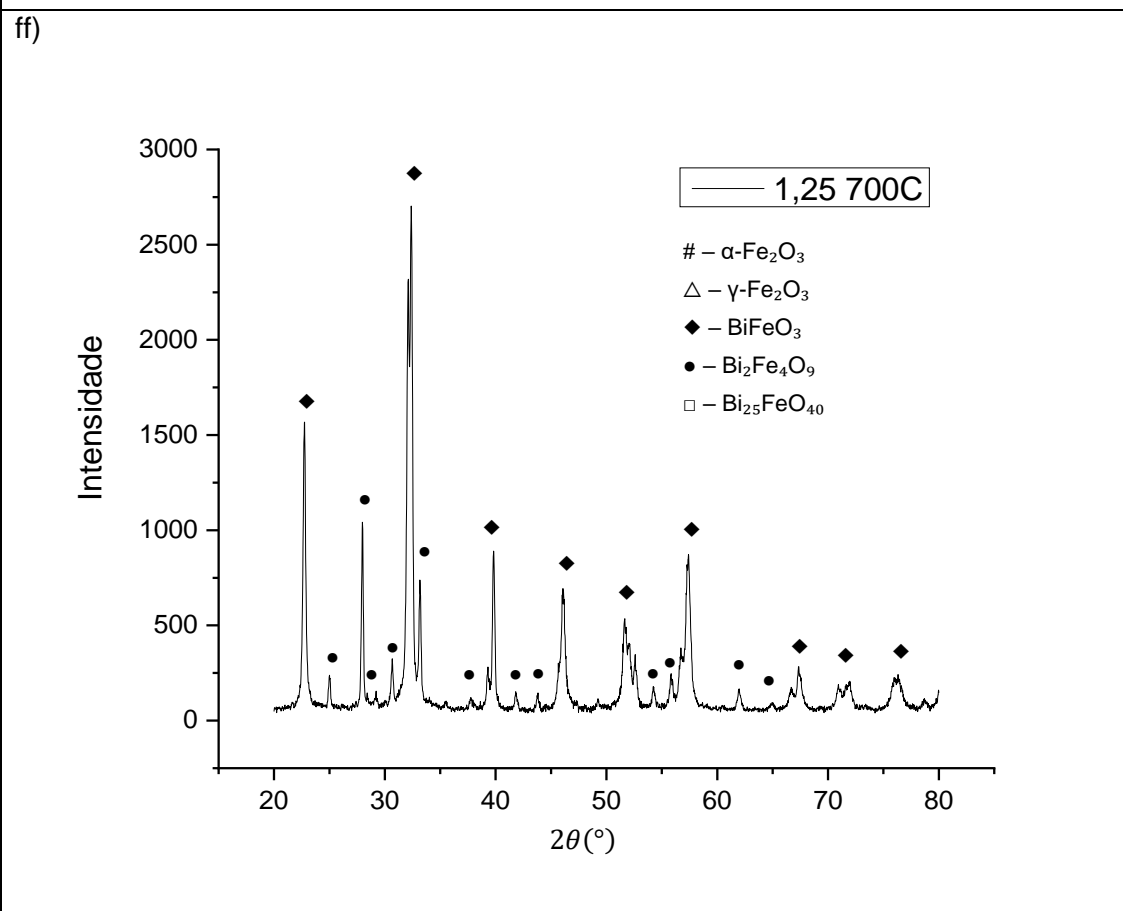 ff)
3000
2500
2000
1500
1000
500
0
Intensidade
1,25 700C
# – α-Fe₂O₃
△ – γ-Fe₂O₃
◆ – BiFeO₃
● – Bi₂Fe₄O₉
□ – Bi₂₅FeO₄₀
20 30 40 50 60 70 80
2θ(°)